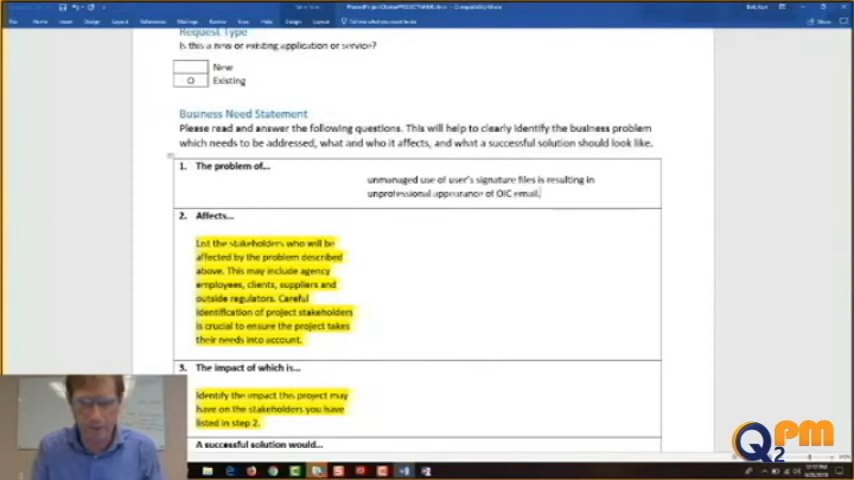 Request Type
Is this a new or existing application or service?
New
O Existing
Business Need Statement
Please read and answer the following questions. This will help to clearly identify the business problem
which needs to be addressed, what and who it affects, and what a successful solution should look like.
1. The problem of...
unmanaged use of user's signature files is resulting in
unprofessional appearance of OIC email.
2. Affects...
List the stakeholders who will be
affected by the problem described
above. This may include agency
employees, clients, suppliers and
outside regulators. Careful
identification of project stakeholders
is crucial to ensure the project takes
their needs into account.
3. The impact of which is...
Identify the impact this project may
have on the stakeholders you have
listed in step 2.
A successful solution would...
Q2PM